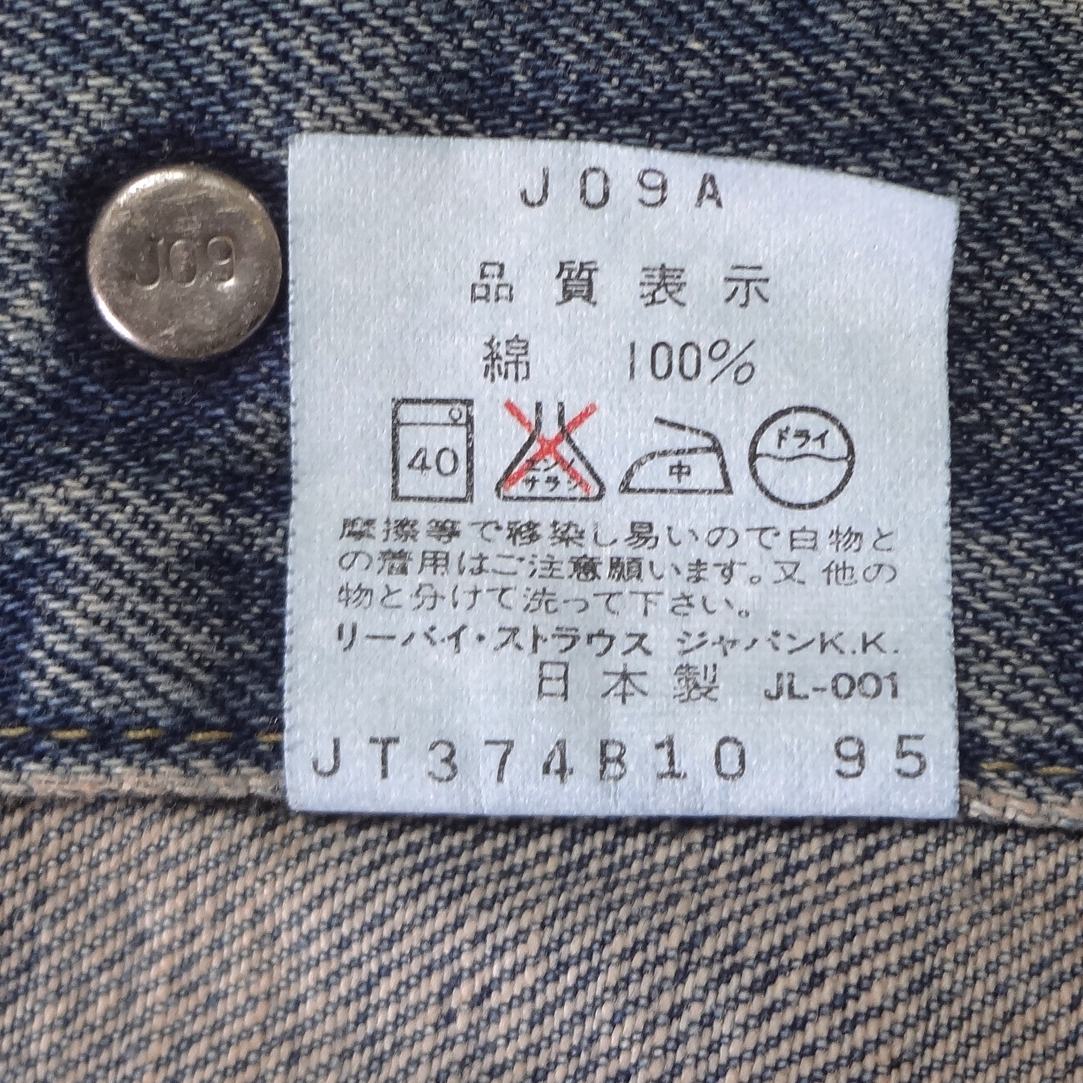 J09
J09A
品質表示
綿 100%
40
エンソ
サラシ
中
ドライ
摩擦等で移染し易いので白物と
の着用はご注意願います。又他の
物と分けて洗って下さい。
リーバイ・ストラウス ジャパンK.K.
日本製 JL-001
JT374B10 95